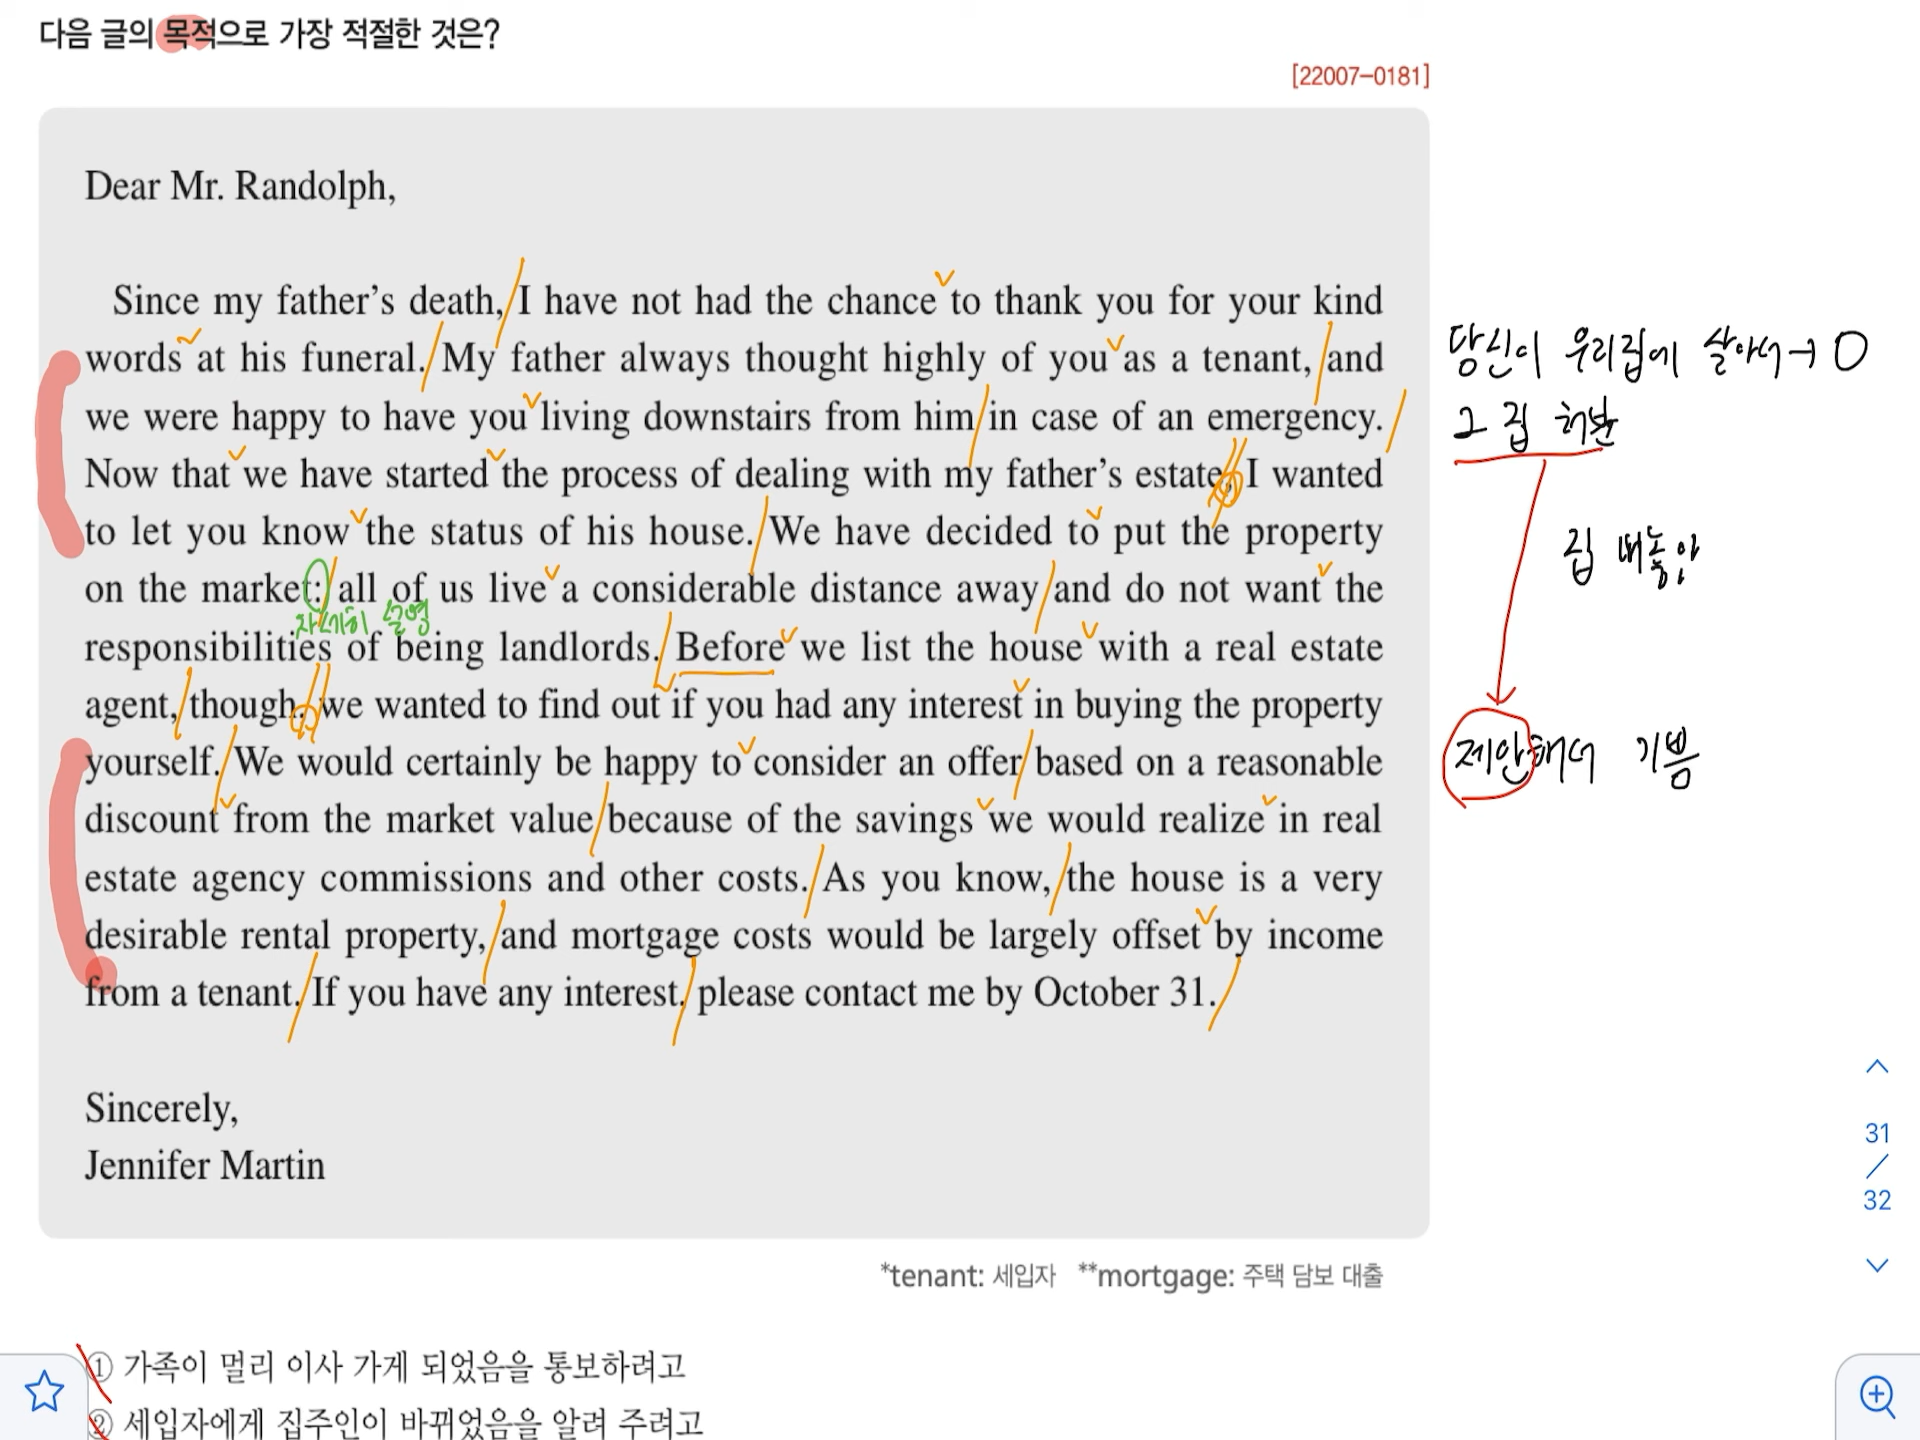 다음 글의 목적으로 가장 적절한 것은?
[22007-0181]
Dear Mr. Randolph,
Since my father's death, I have not had the chance to thank you for your kind
words at his funeral. My father always thought highly of you as a tenant, and
we were happy to have you living downstairs from him in case of an emergency.
Now that we have started the process of dealing with my father's estate, I wanted
to let you know the status of his house. We have decided to put the property
on the market: all of us live a considerable distance away and do not want the
자세히 설명
responsibilities of being landlords. Before we list the house with a real estate
agent, though, we wanted to find out if you had any interest in buying the property
yourself. We would certainly be happy to consider an offer based on a reasonable
discount from the market value because of the savings we would realize in real
estate agency commissions and other costs. As you know, the house is a very
desirable rental property, and mortgage costs would be largely offset by income
from a tenant. If you have any interest, please contact me by October 31.
Sincerely,
Jennifer Martin
당신이 우리집에 살아서 → O
그 집 처분
집 내놓아
제안해서 기쁨
31
/
32
*tenant: 세입자 **mortgage: 주택 담보 대출
① 가족이 멀리 이사 가게 되었음을 통보하려고
② 세입자에게 집주인이 바뀌었음을 알려 주려고